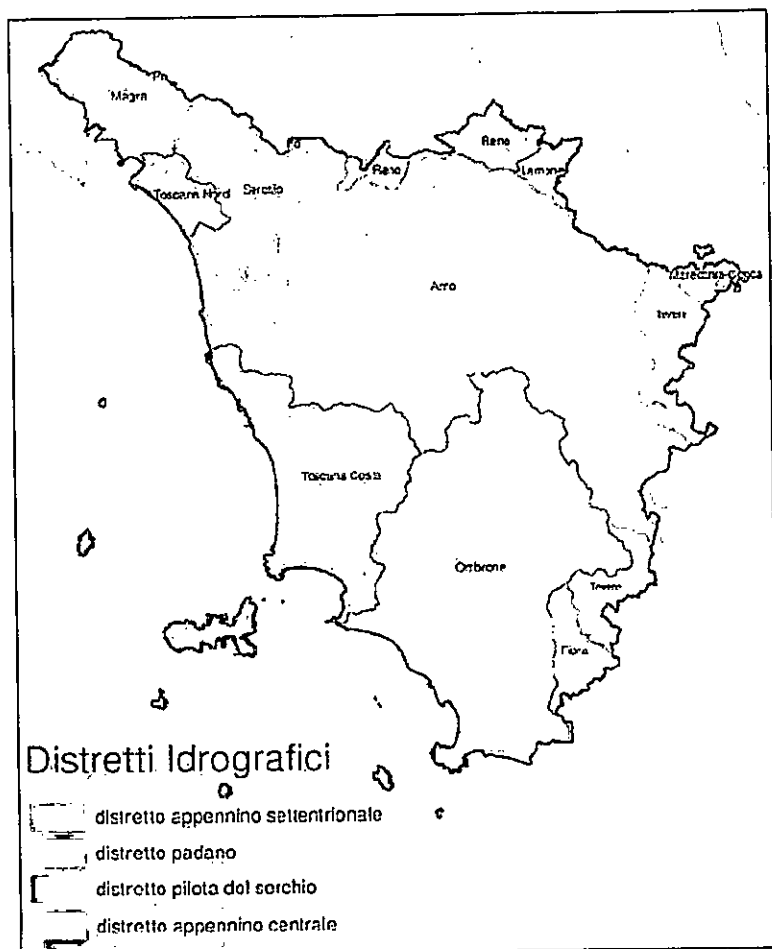 Magra
Reno
Reno
Lamone
Toscana Nord
Serchio
Arno
Marecchia-Conca
Tevere
Toscana Costa
Ombrone
Tevere
Fiora
Distretti Idrografici
distretto appennino settentrionale
distretto padano
distretto pilota del serchio
distretto appennino centrale